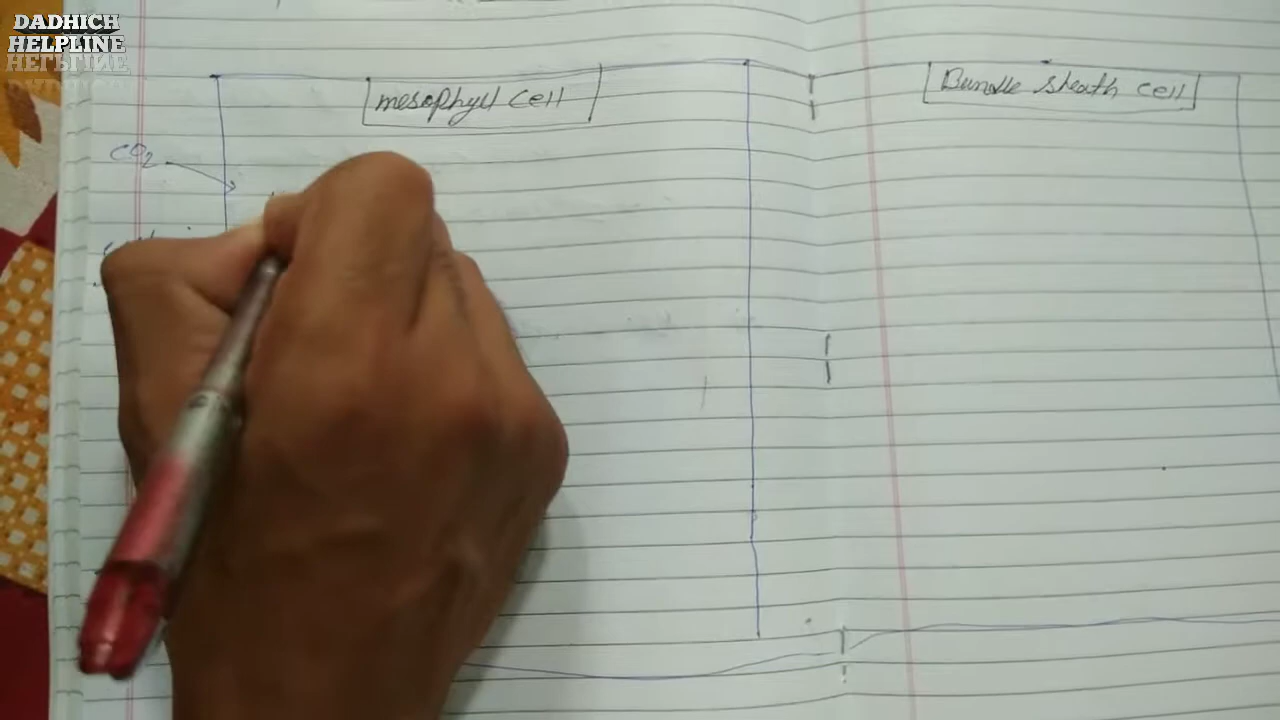 DADHICH
HELPLINE
mesophyll cell
Bundle sheath cell
CO2